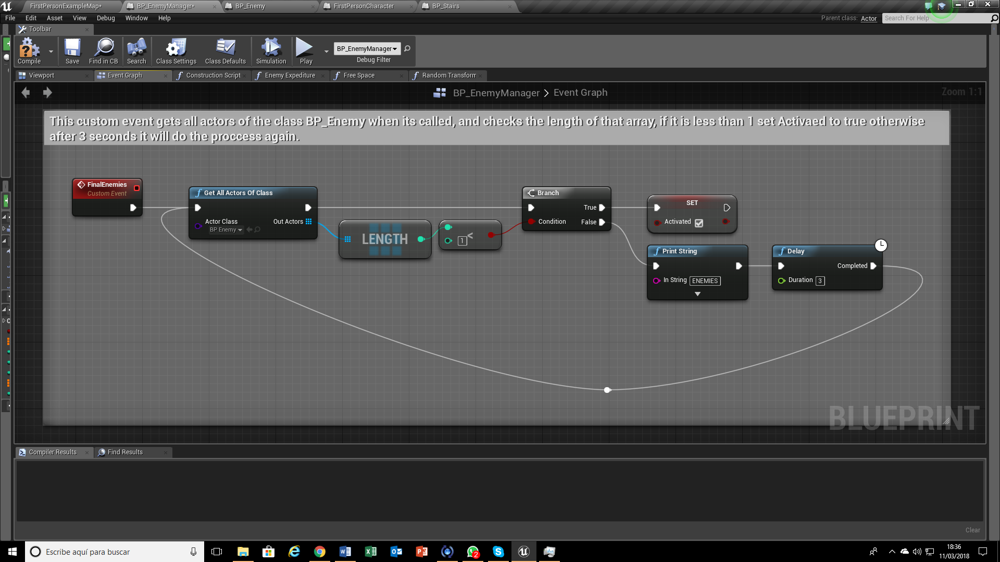 FirstPersonExampleMap*
BP_EnemyManager*
BP_Enemy
FirstPersonCharacter
BP_Stairs
File Edit Asset View Debug Window Help
Parent class: Actor
Search For Help
Toolbar
Compile
Save
Find in CB
Search
Class Settings
Class Defaults
Simulation
Play
BP_EnemyManager
Debug Filter
Viewport
Event Graph
Construction Script
Enemy Expediture
Free Space
Random Transform
BP_EnemyManager > Event Graph
Zoom 1:1
This custom event gets all actors of the class BP_Enemy when its called, and checks the length of that array, if it is less than 1 set Activaed to true otherwise
after 3 seconds it will do the proccess again.
FinalEnemies
Custom Event
Get All Actors Of Class
Actor Class
BP Enemy
Out Actors
LENGTH
<
1
Branch
True
Condition
False
SET
Activated
Print String
In String ENEMIES
Delay
Completed
Duration 3
BLUEPRINT
Compiler Results
Find Results
Clear
Escribe aquí para buscar
2
18:36
11/03/2018